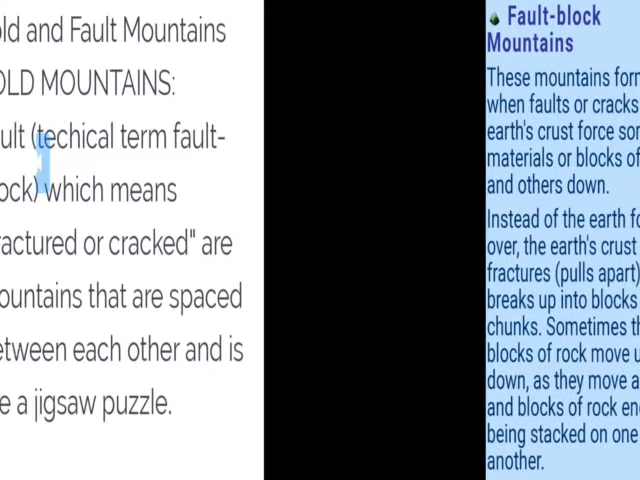 old and Fault Mountains
OLD MOUNTAINS:
ult (techical term fault-
ock) which means
ractured or cracked" are
ountains that are spaced
etween each other and is
e a jigsaw puzzle.
Fault-block
Mountains
These mountains form
when faults or cracks
earth's crust force som
materials or blocks of
and others down.
Instead of the earth fo
over, the earth's crust
fractures (pulls apart)
breaks up into blocks
chunks. Sometimes th
blocks of rock move u
down, as they move a
and blocks of rock en
being stacked on one
another.